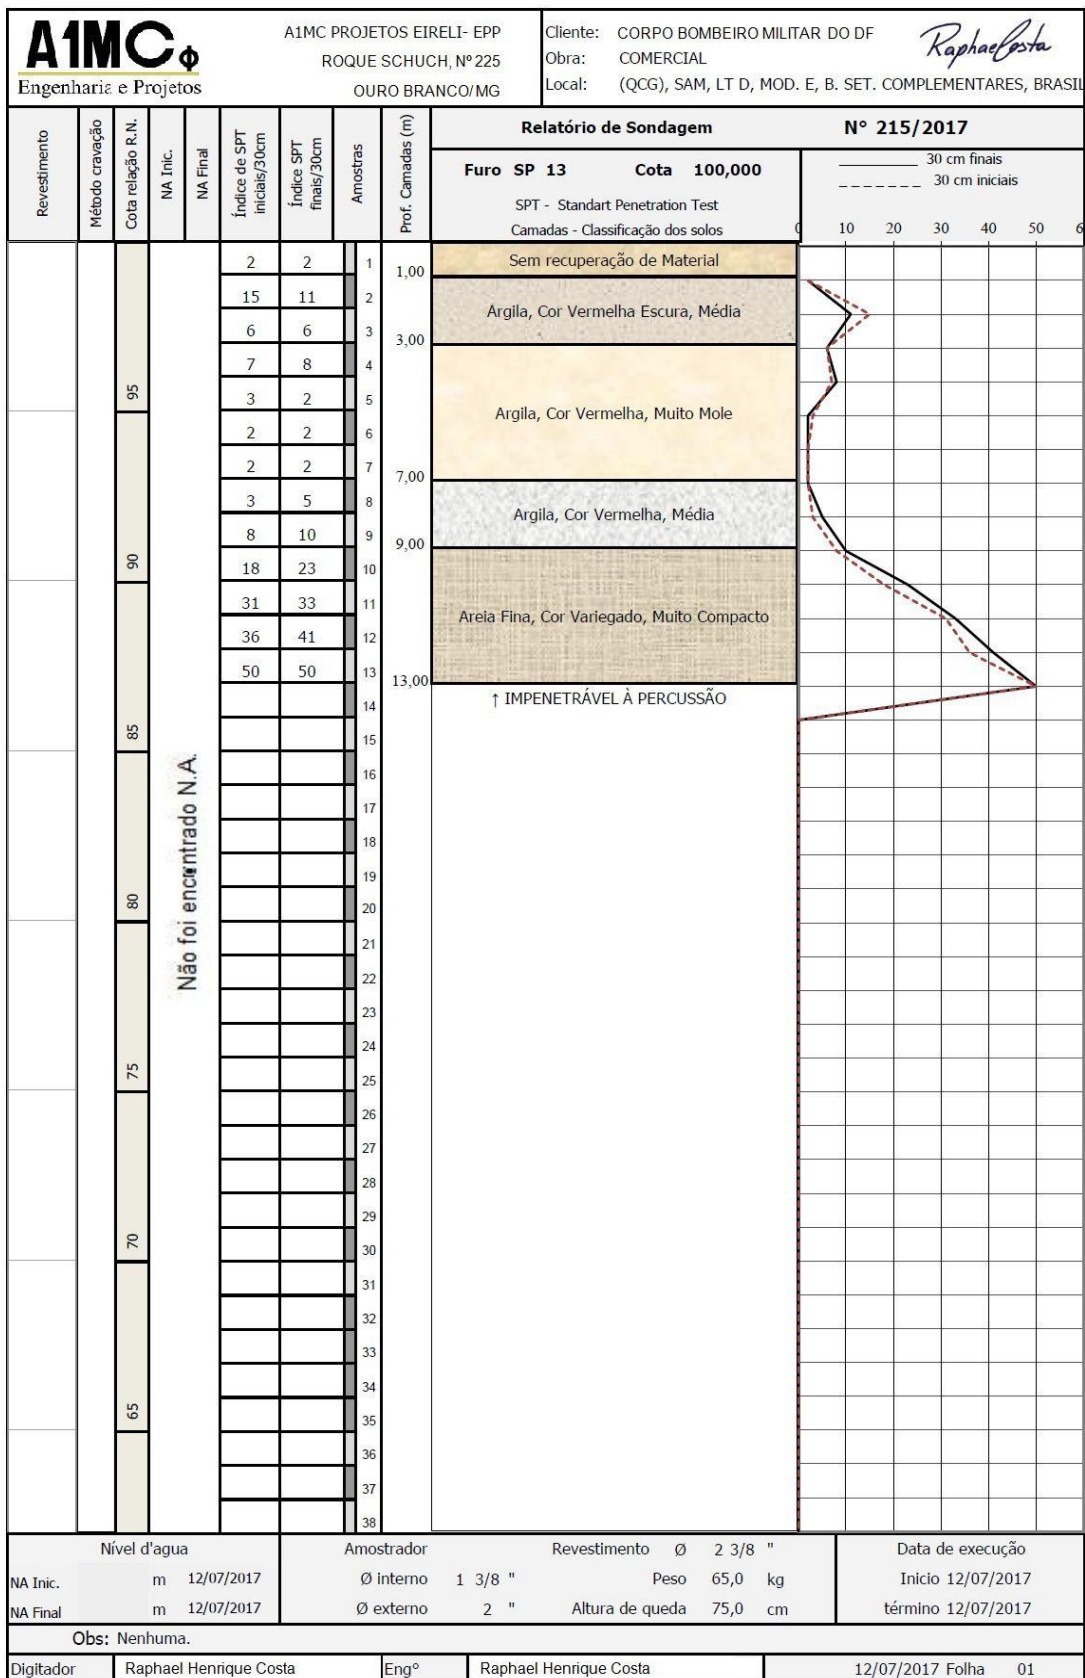 A1MC Φ
Engenharia e Projetos
A1MC PROJETOS EIRELI- EPP
ROQUE SCHUCH, Nº 225
OURO BRANCO/MG
Cliente: CORPO BOMBEIRO MILITAR DO DF
Obra: COMERCIAL
Local: (QCG), SAM, LT D, MOD. E, B. SET. COMPLEMENTARES, BRASIL
Raphael Costa
Revestimento
Método cravação
Cota relação R.N.
NA Inic.
NA Final
Índice de SPT iniciais/30cm
Índice SPT finais/30cm
Amostras
Prof. Camadas (m)
Relatório de Sondagem N° 215/2017
Furo SP 13 Cota 100,000
SPT - Standart Penetration Test
Camadas - Classificação dos solos
30 cm finais
30 cm iniciais
0 10 20 30 40 50 6
2 2 1
1,00
Sem recuperação de Material
15 11 2
Argila, Cor Vermelha Escura, Média
6 6 3
3,00
7 8 4
95
3 2 5
Argila, Cor Vermelha, Muito Mole
2 2 6
2 2 7
7,00
3 5 8
Argila, Cor Vermelha, Média
8 10 9
9,00
90
18 23 10
31 33 11
Areia Fina, Cor Variegado, Muito Compacto
36 41 12
50 50 13
13,00
↑ IMPENETRÁVEL À PERCUSSÃO
14
85
15
16
17
18
19
80
20
21
22
23
24
75
25
26
27
28
29
70
30
31
32
33
34
65
35
36
37
38
Não foi encontrado N.A.
Nível d'agua
NA Inic. m 12/07/2017
NA Final m 12/07/2017
Amostrador
Ø interno 1 3/8 "
Ø externo 2 "
Revestimento Ø 2 3/8 "
Peso 65,0 kg
Altura de queda 75,0 cm
Data de execução
Inicio 12/07/2017
término 12/07/2017
Obs: Nenhuma.
Digitador Raphael Henrique Costa
Eng° Raphael Henrique Costa
12/07/2017 Folha 01